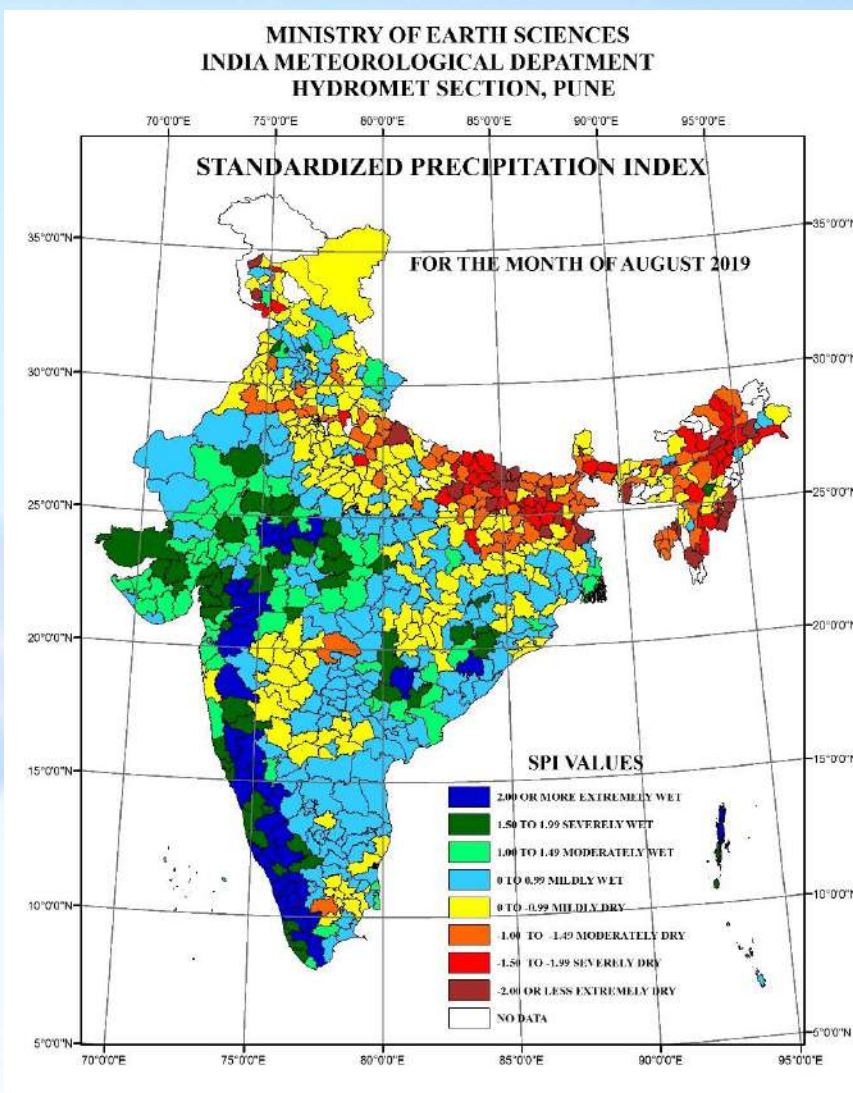 MINISTRY OF EARTH SCIENCES
INDIA METEOROLOGICAL DEPATMENT
HYDROMET SECTION, PUNE
70°0'0"E 75°0'0"E 80°0'0"E 85°0'0"E 90°0'0"E 95°0'0"E
STANDARDIZED PRECIPITATION INDEX
35°0'0"N 35°0'0"N
FOR THE MONTH OF AUGUST 2019
30°0'0"N 30°0'0"N
25°0'0"N 25°0'0"N
20°0'0"N 20°0'0"N
15°0'0"N 15°0'0"N
SPI VALUES
2.00 OR MORE EXTREMELY WET
1.50 TO 1.99 SEVERELY WET
1.00 TO 1.49 MODERATELY WET
0 TO 0.99 MILDLY WET
10°0'0"N 10°0'0"N
0 TO -0.99 MILDLY DRY
-1.00 TO -1.49 MODERATELY DRY
-1.50 TO -1.99 SEVERELY DRY
-2.00 OR LESS EXTREMELY DRY
NO DATA
5°0'0"N 5°0'0"N
70°0'0"E 75°0'0"E 80°0'0"E 85°0'0"E 90°0'0"E 95°0'0"E